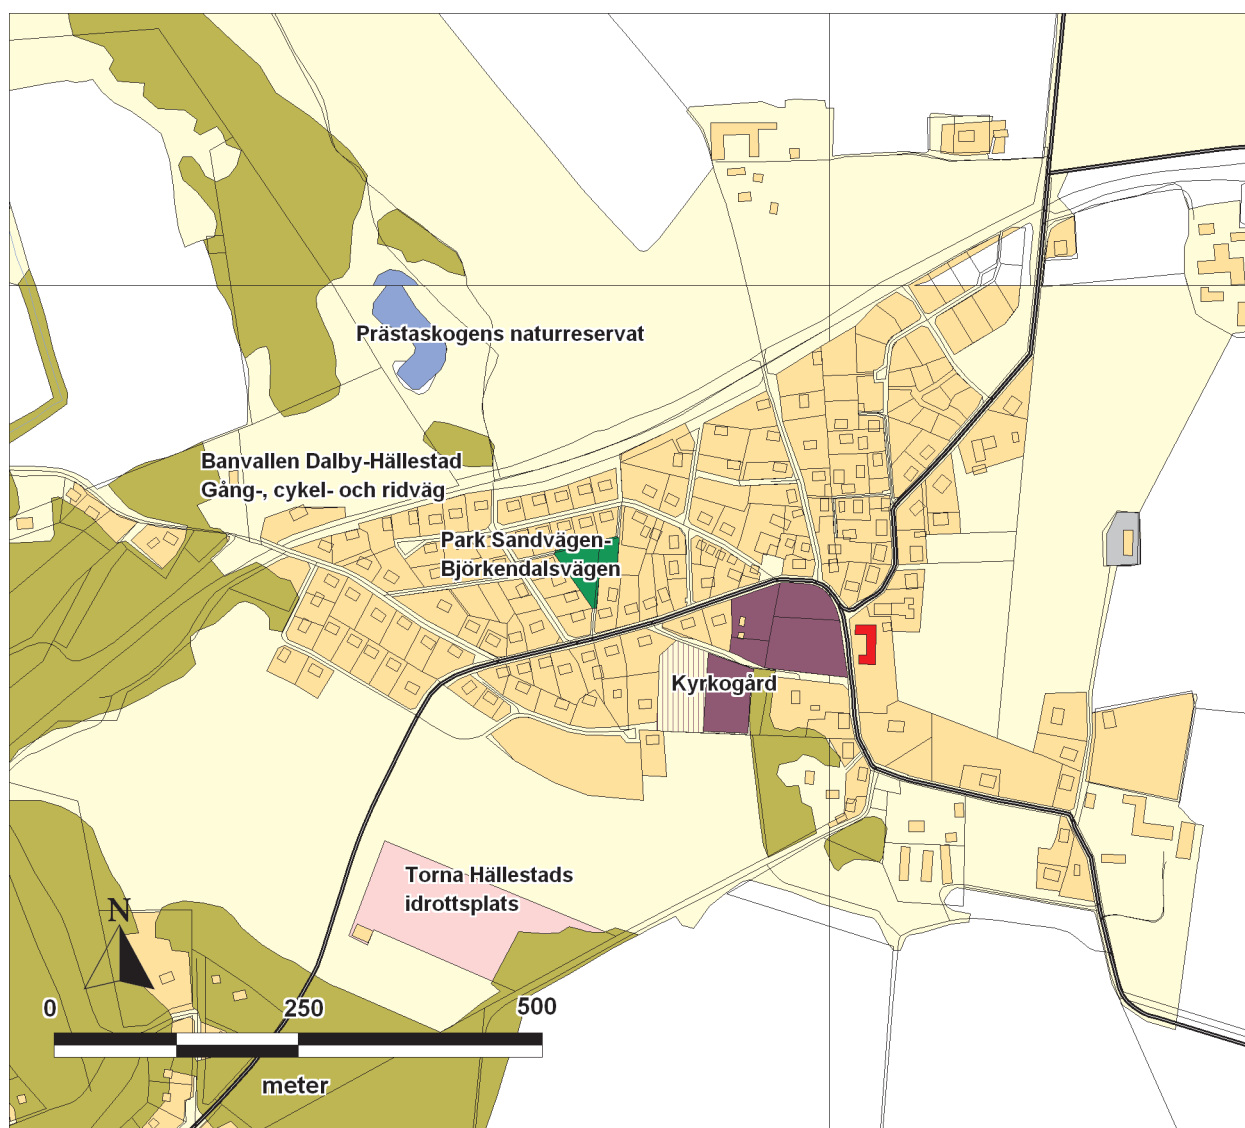 Prästaskogens naturreservat
Banvallen Dalby-Hällestad
Gång-, cykel- och ridväg
Park Sandvägen-
Björkendalsvägen
Kyrkogård
Torna Hällestads
idrottsplats
N
0 250 500
meter